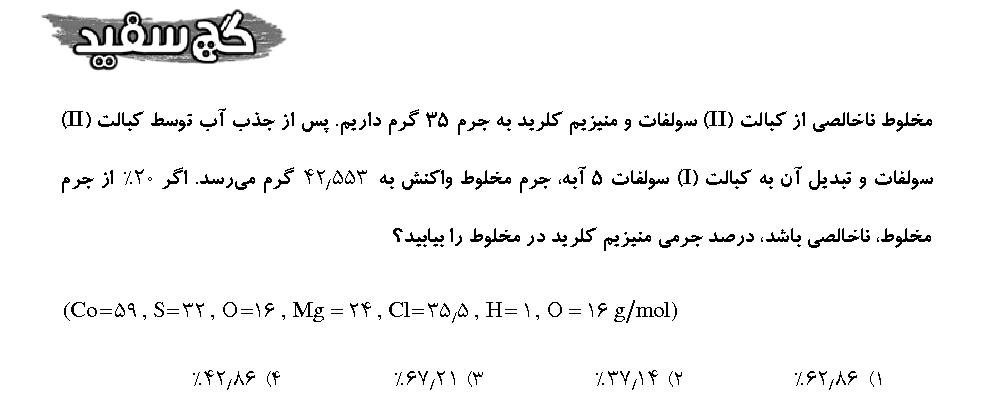 گچ سفید
مخلوط ناخالصی از کبالت (II) سولفات و منیزیم کلرید به جرم ۳۵ گرم داریم. پس از جذب آب توسط کبالت (II)
سولفات و تبدیل آن به کبالت (I) سولفات ۵ آبه، جرم مخلوط واکنش به ۴۲٫۵۵۳ گرم می‌رسد. اگر ۲۰٪ از جرم
مخلوط، ناخالصی باشد، درصد جرمی منیزیم کلرید در مخلوط را بیابید؟
(Co=۵۹ , S=۳۲ , O=۱۶ , Mg = ۲۴ , Cl=۳۵٫۵ , H= ۱, O = ۱۶ g/mol)
۱) ۶۲٫۸۶٪ ۲) ۳۷٫۱۴٪ ۳) ۶۷٫۲۱٪ ۴) ۴۲٫۸۶٪